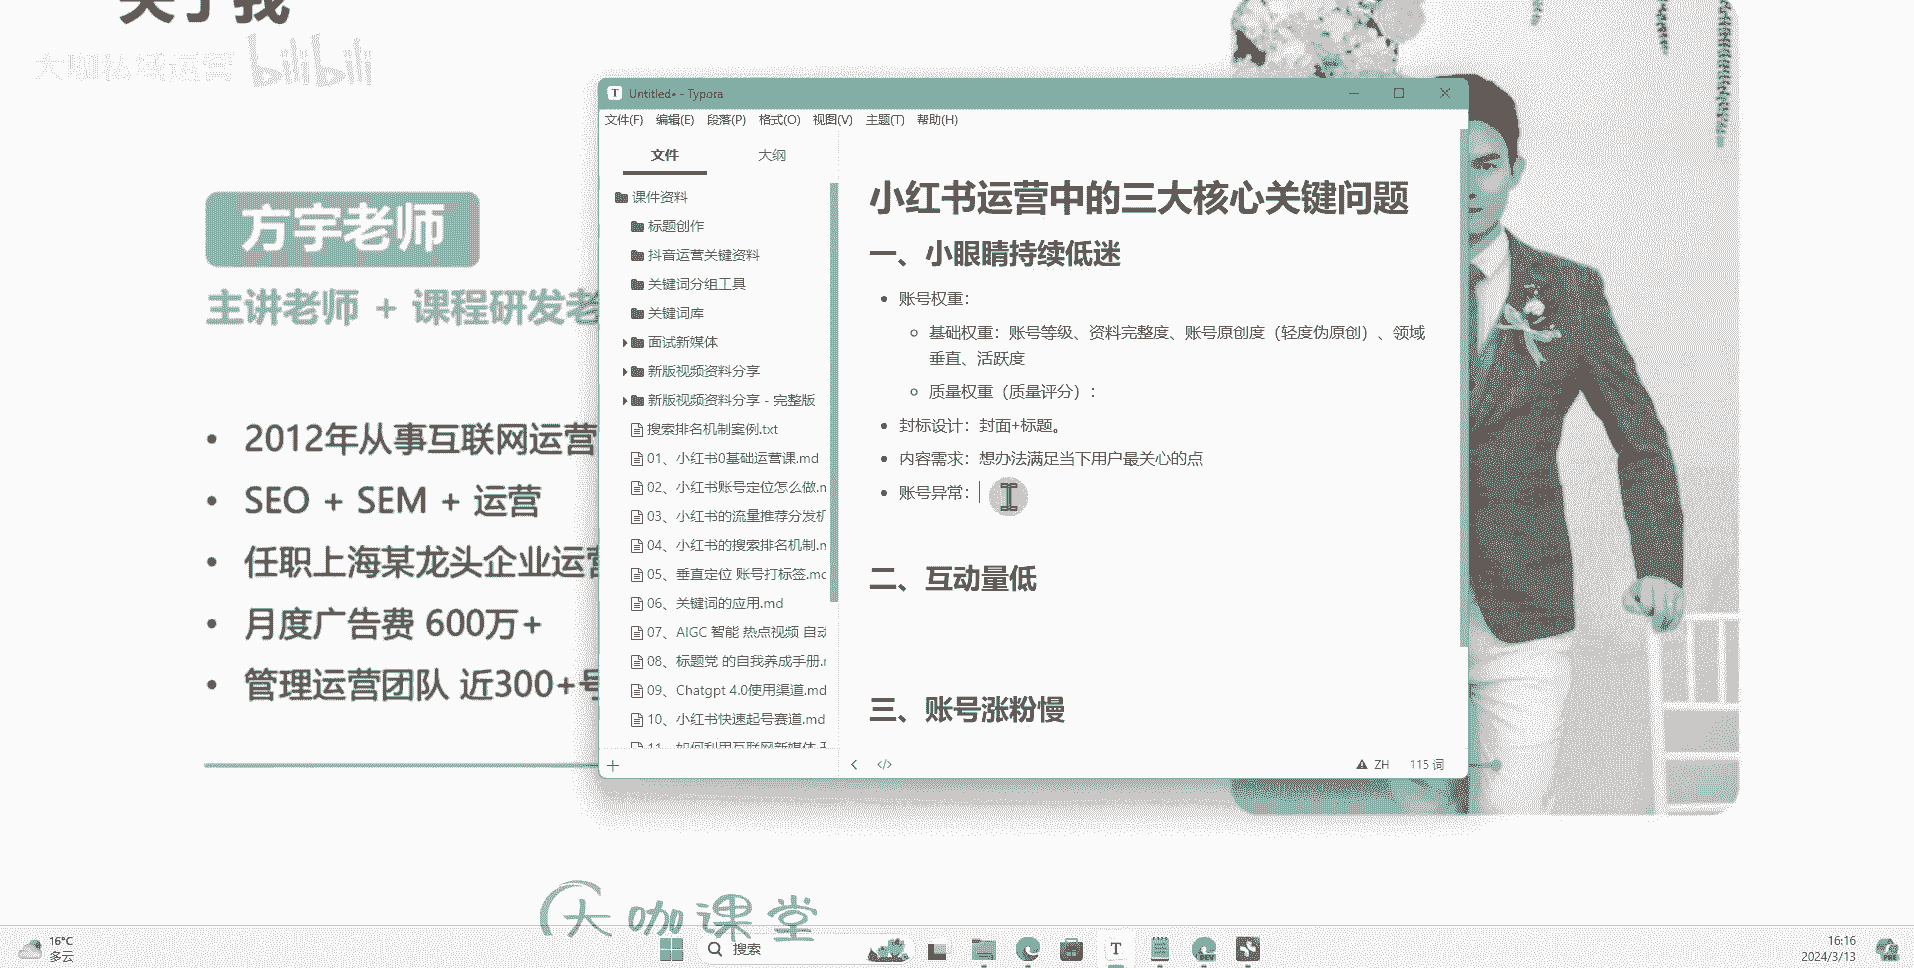 关于我
大咖私域运营 bilibili
方宇老师
主讲老师 + 课程研发老
• 2012年从事互联网运营
• SEO + SEM + 运营
• 任职上海某龙头企业运营
• 月度广告费 600万+
• 管理运营团队 近300+号
Untitled• - Typora
文件(F) 编辑(E) 段落(P) 格式(O) 视图(V) 主题(T) 帮助(H)
文件 大纲
课件资料
标题创作
抖音运营关键资料
关键词分组工具
关键词库
面试新媒体
新版视频资料分享
新版视频资料分享 - 完整版
搜索排名机制案例.txt
01、小红书0基础运营课.md
02、小红书账号定位怎么做.m
03、小红书的流量推荐分发机
04、小红书的搜索排名机制.m
05、垂直定位 账号打标签.md
06、关键词的应用.md
07、AIGC 智能 热点视频 自动
08、标题党 的自我养成手册.m
09、Chatgpt 4.0使用渠道.md
10、小红书快速起号赛道.md
11、如何利用互联网新媒体
小红书运营中的三大核心关键问题
一、小眼睛持续低迷
• 账号权重：
基础权重：账号等级、资料完整度、账号原创度（轻度伪原创）、领域
垂直、活跃度
质量权重（质量评分）：
• 封标设计：封面+标题。
• 内容需求：想办法满足当下用户最关心的点
• 账号异常：
二、互动量低
三、账号涨粉慢
ZH 115 词
大咖课堂
16°C
多云
搜索
16:16
2024/3/13